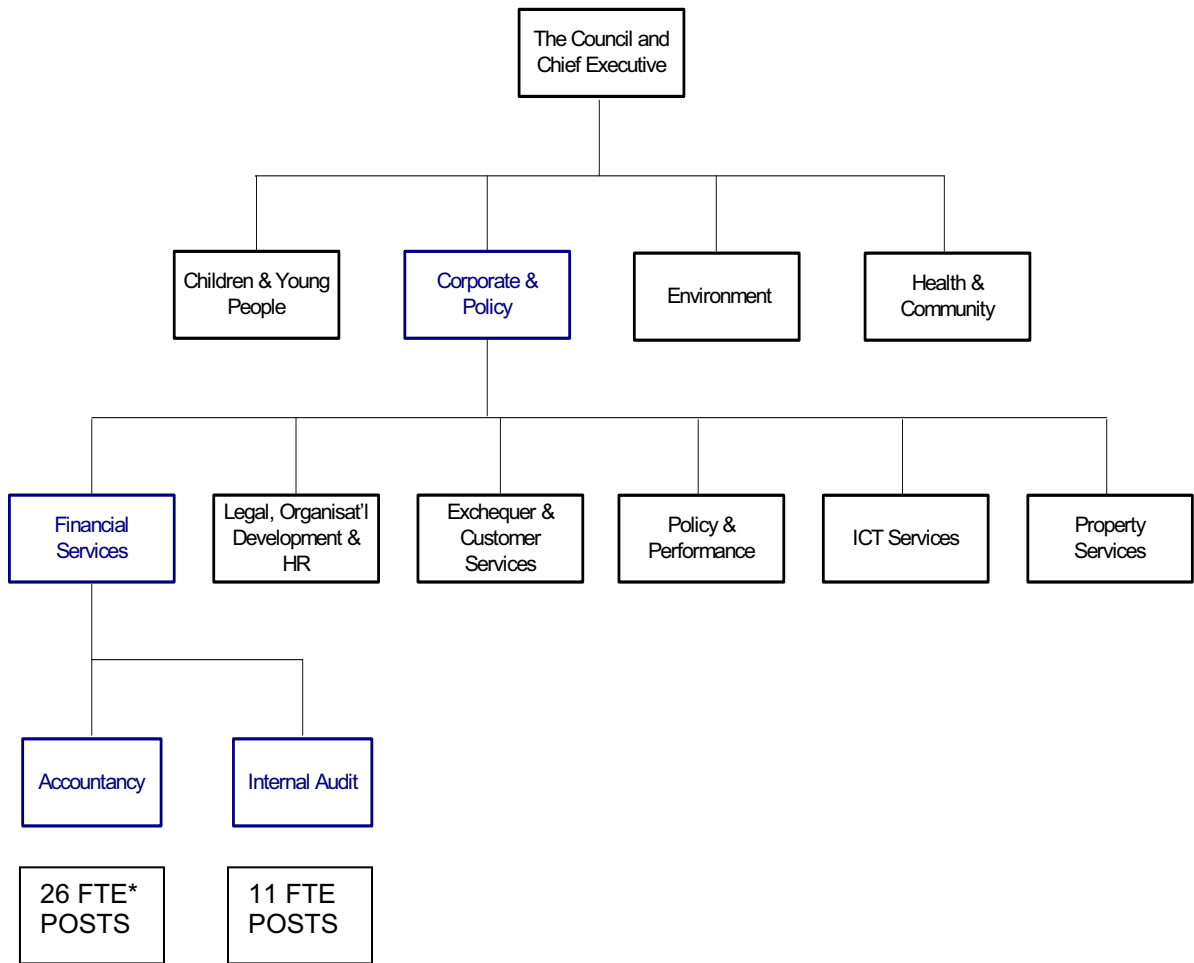 The Council and
Chief Executive
Children & Young
People
Corporate &
Policy
Environment
Health &
Community
Financial
Services
Legal, Organisat'l
Development &
HR
Exchequer &
Customer
Services
Policy &
Performance
ICT Services
Property
Services
Accountancy
Internal Audit
26 FTE*
POSTS
11 FTE
POSTS